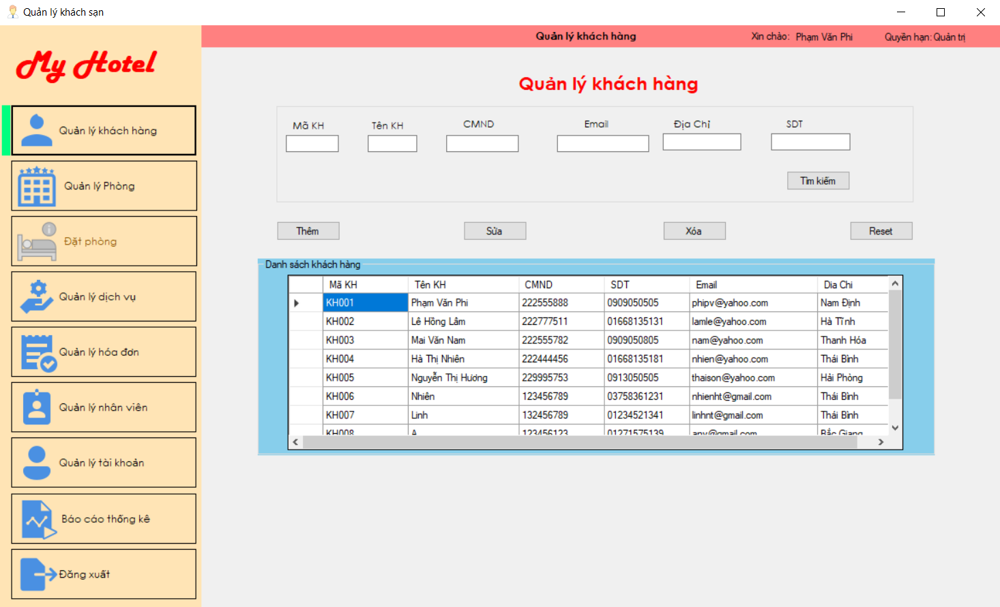 Quản lý khách sạn
Quản lý khách hàng Xin chào: Phạm Văn Phi Quyền hạn: Quản trị
My Hotel
Quản lý khách hàng
Quản lý Phòng
Đặt phòng
Quản lý dịch vụ
Quản lý hóa đơn
Quản lý nhân viên
Quản lý tài khoản
Báo cáo thống kê
Đăng xuất
Quản lý khách hàng
Mã KH Tên KH CMND Email Địa Chỉ SDT
Tìm kiếm
Thêm Sửa Xóa Reset
Danh sách khách hàng
Mã KH Tên KH CMND SDT Email Dia Chi
KH001 Phạm Văn Phi 222555888 0909050505 phipv@yahoo.com Nam Định
KH002 Lê Hồng Lâm 222777511 01668135131 lamle@yahoo.com Hà Tĩnh
KH003 Mai Văn Nam 222555782 0909050805 nam@yahoo.com Thanh Hóa
KH004 Hà Thị Nhiên 222444456 01668135181 nhien@yahoo.com Thái Bình
KH005 Nguyễn Thị Hương 229995753 0913050505 thaison@yahoo.com Hải Phòng
KH006 Nhiên 123456789 03758361231 nhienht@gmail.com Thái Bình
KH007 Linh 132456789 01234521341 linhnt@gmail.com Thái Bình
KH008 A 123456123 01271575139 anv@gmail.com Bắc Giang